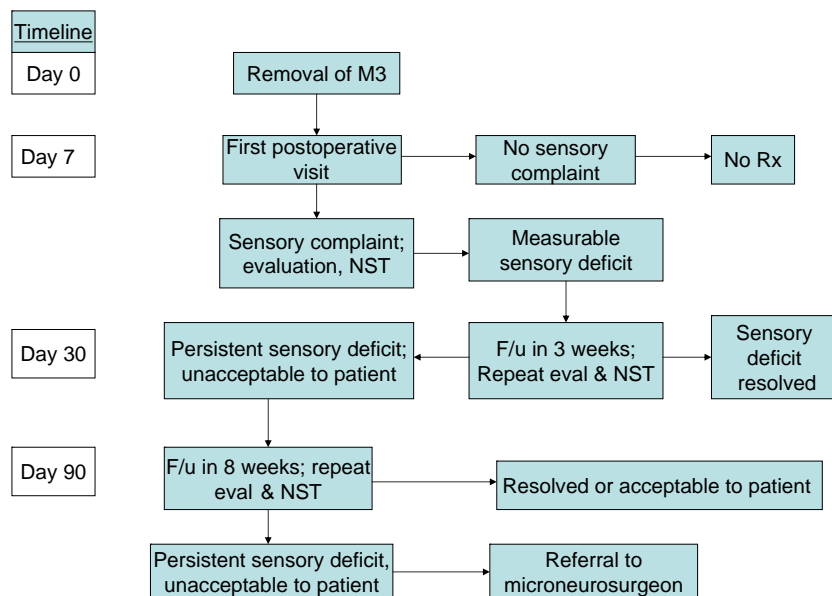 Timeline
Day 0
Removal of M3
Day 7
First postoperative
visit
No sensory
complaint
No Rx
Sensory complaint;
evaluation, NST
Measurable
sensory deficit
Day 30
Persistent sensory deficit;
unacceptable to patient
F/u in 3 weeks;
Repeat eval & NST
Sensory
deficit
resolved
Day 90
F/u in 8 weeks; repeat
eval & NST
Resolved or acceptable to patient
Persistent sensory deficit,
unacceptable to patient
Referral to
microneurosurgeon